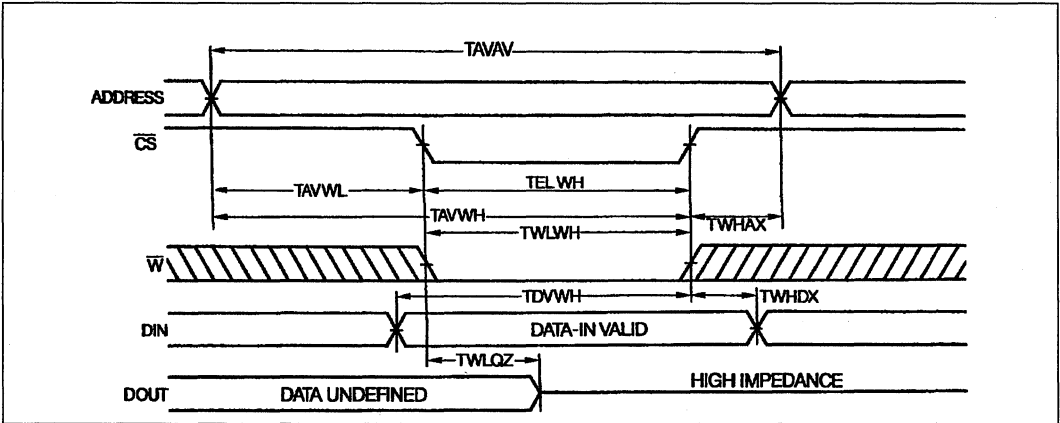 TAVAV
ADDRESS
CS
TAVWL
TEL WH
TAVWH
TWHAX
TWLWH
W
TDVWH
TWHDX
DIN
DATA-IN VALID
TWLQZ
DOUT
DATA UNDEFINED
HIGH IMPEDANCE